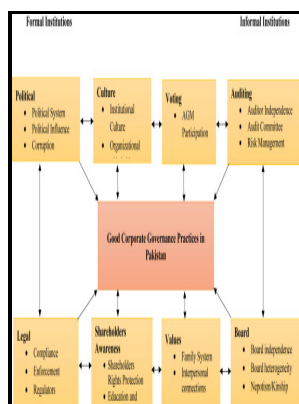 Formal Institutions
Informal Institutions
Political
Political System
Political Influence
Corruption
Culture
Institutional
Culture
Organizational
Voting
AGM
Participation
Auditing
Auditor Independence
Audit Committee
Risk Management
Good Corporate Governance Practices in
Pakistan
Legal
Compliance
Enforcement
Regulators
Shareholders
Awareness
Shareholders
Rights Protection
Education and
Values
Family System
Interpersonal
connections
Board
Board independence
Board heterogeneity
Nepotism/Kinship